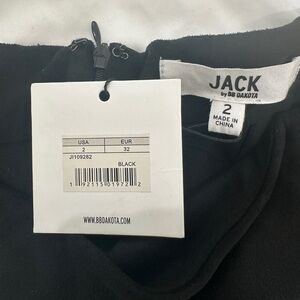 JACK
by BB DAKOTA
2
MADE IN
CHINA
USA EUR
2 32
JI109282
BLACK
1 92115 01972 2
WWW.BBDAKOTA.COM